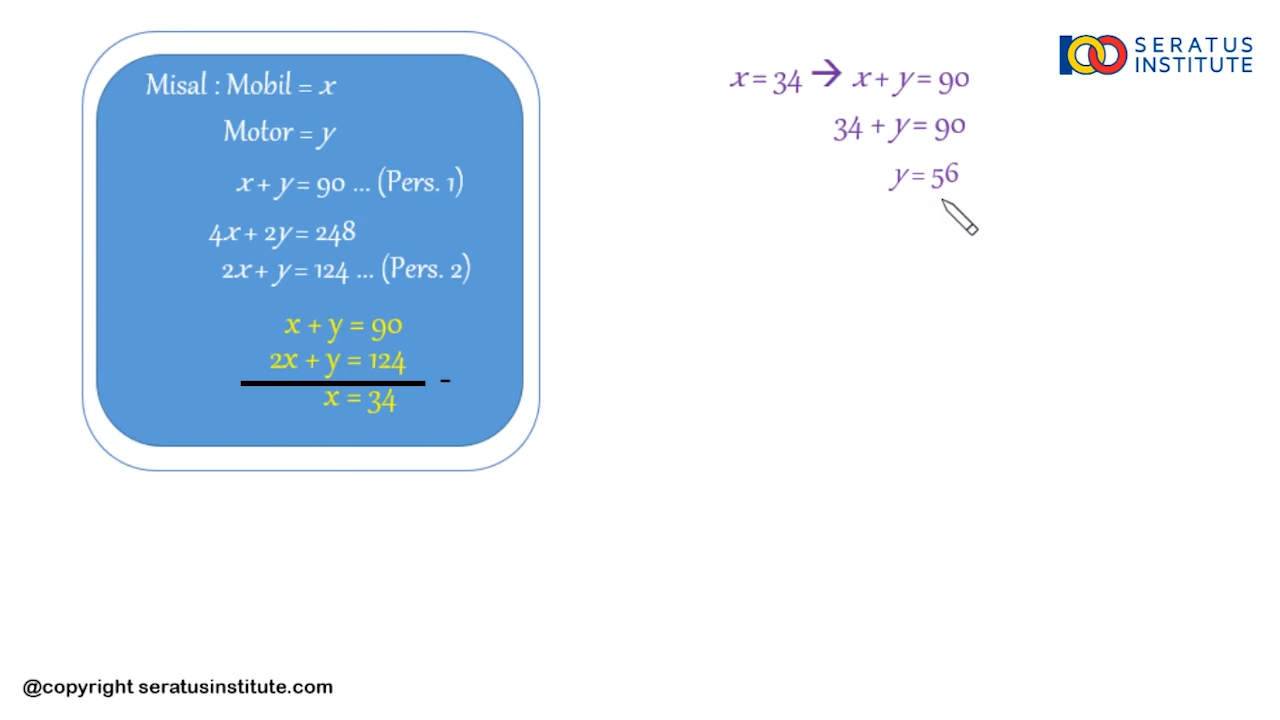 Misal : Mobil = x
Motor = y
x + y = 90 ... (Pers. 1)
4x + 2y = 248
2x + y = 124 ... (Pers. 2)
x + y = 90
2x + y = 124
-
x = 34
x = 34 → x + y = 90
34 + y = 90
y = 56
SERATUS
INSTITUTE
@copyright seratusinstitute.com